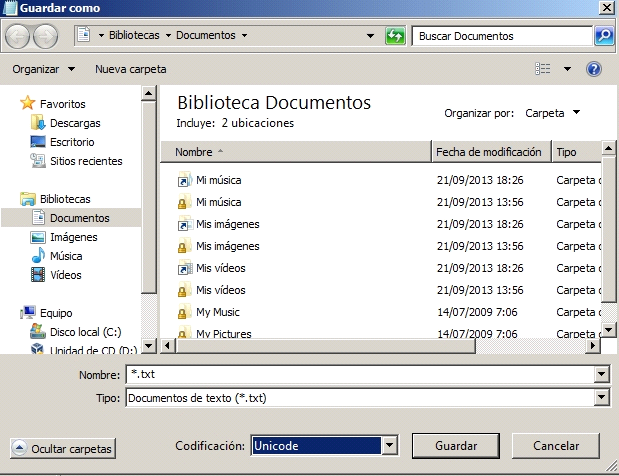 Guardar como
Bibliotecas Documentos
Buscar Documentos
Organizar Nueva carpeta
Favoritos
Descargas
Escritorio
Sitios recientes
Bibliotecas
Documentos
Imágenes
Música
Vídeos
Equipo
Disco local (C:)
Unidad de CD (D:)
Biblioteca Documentos
Incluye: 2 ubicaciones
Organizar por: Carpeta
Nombre Fecha de modificación Tipo
Mi música 21/09/2013 18:26 Carpeta c
Mi música 21/09/2013 13:56 Carpeta c
Mis imágenes 21/09/2013 18:26 Carpeta c
Mis imágenes 21/09/2013 13:56 Carpeta c
Mis vídeos 21/09/2013 18:26 Carpeta c
Mis vídeos 21/09/2013 13:56 Carpeta c
My Music 14/07/2009 7:06 Carpeta c
My Pictures 14/07/2009 7:06 Carpeta c
Nombre: *.txt
Tipo: Documentos de texto (*.txt)
Ocultar carpetas
Codificación: Unicode
Guardar
Cancelar